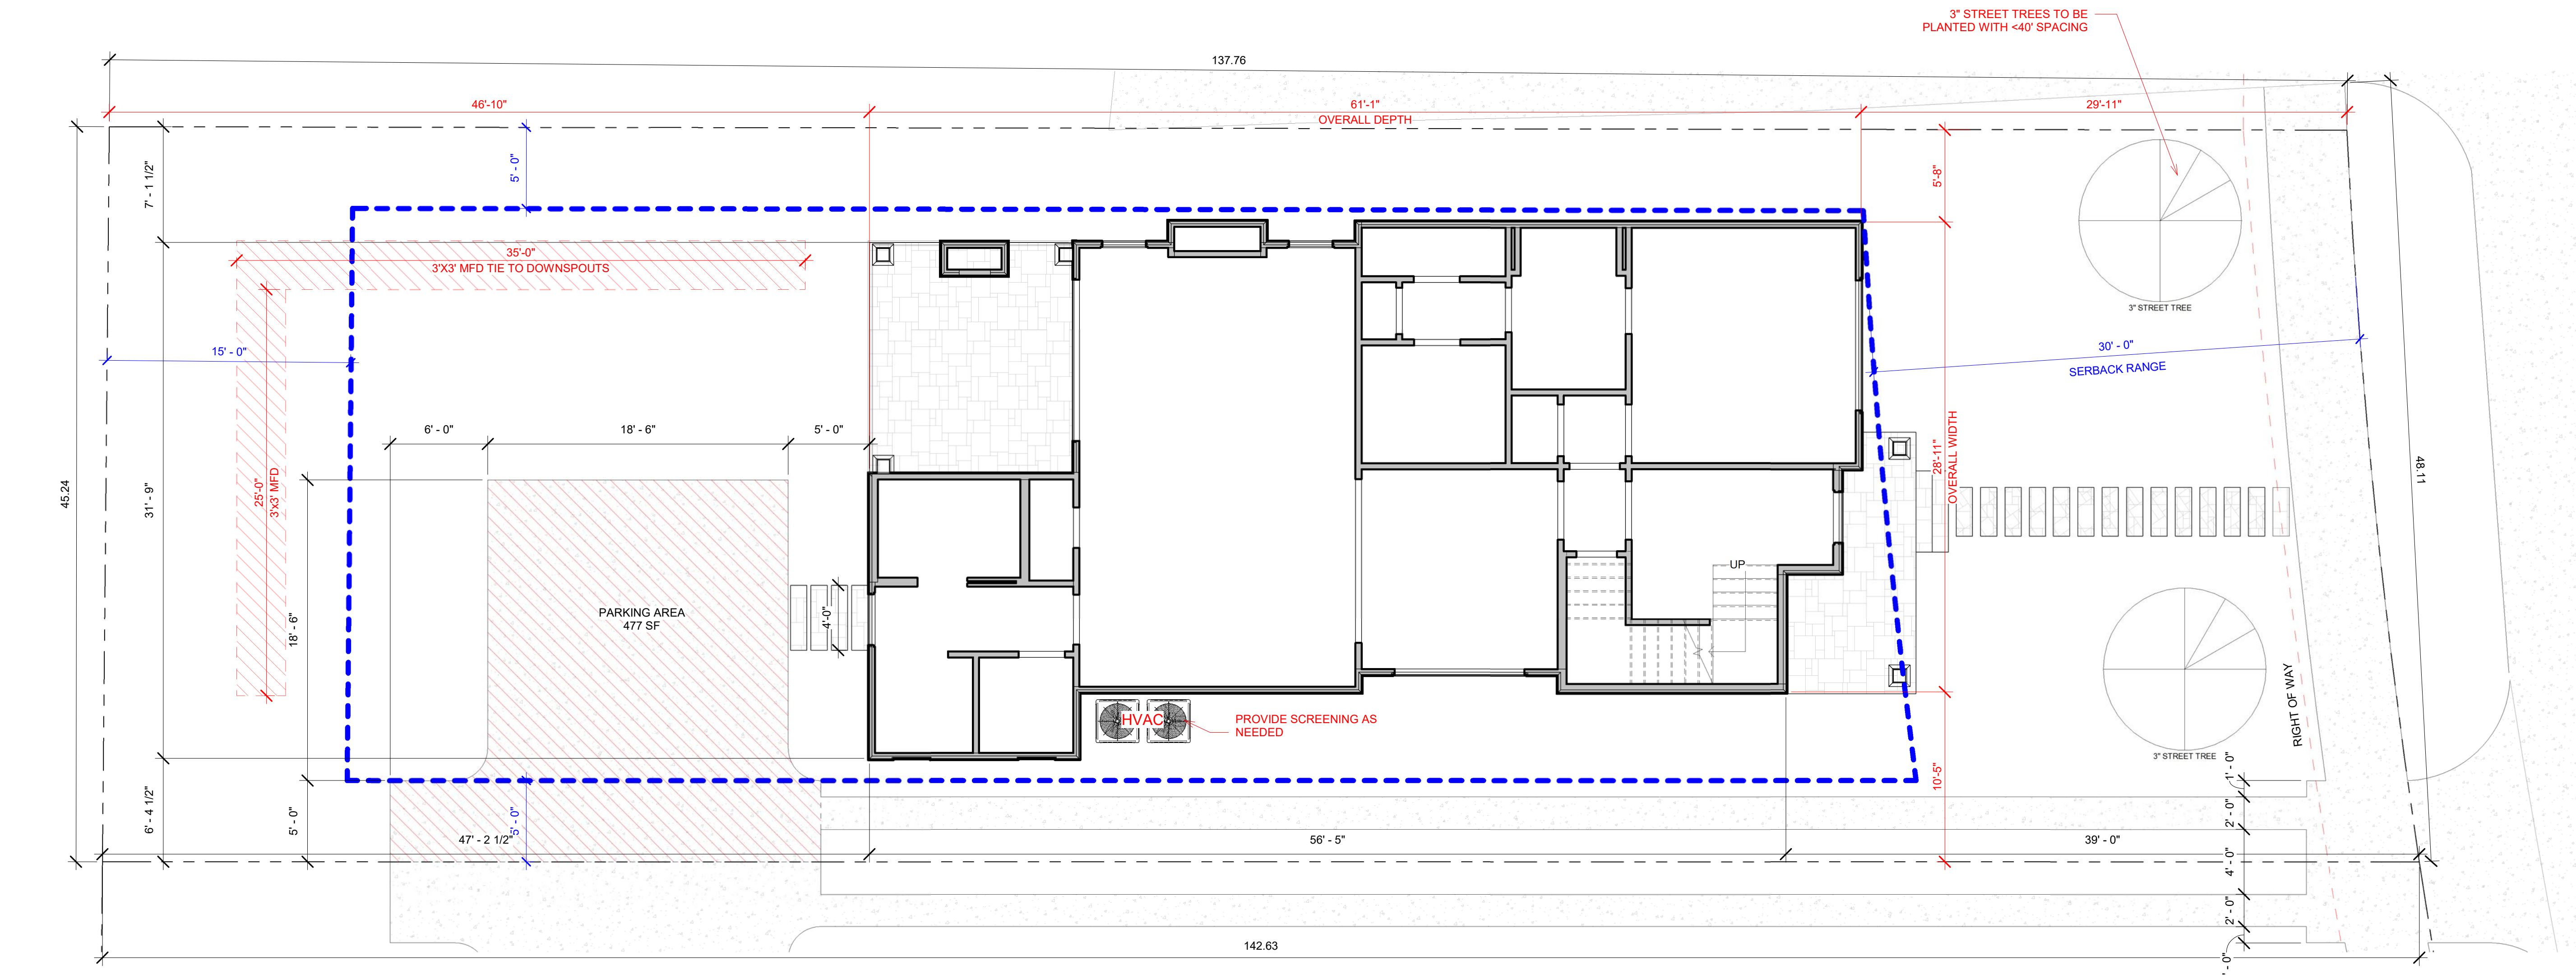 3" STREET TREES TO BE
PLANTED WITH <40' SPACING
137.76
46'-10"
61'-1"
OVERALL DEPTH
29'-11"
7' - 1 1/2"
5' - 0"
5'-8"
35'-0"
3'X3' MFD TIE TO DOWNSPOUTS
3" STREET TREE
15' - 0"
30' - 0"
SERBACK RANGE
6' - 0"
18' - 6"
5' - 0"
45.24
31' - 9"
25'-0"
3'x3' MFD
28'-11"
OVERALL WIDTH
48.11
18' - 6"
PARKING AREA
477 SF
4'-0"
UP
HVAC
PROVIDE SCREENING AS
NEEDED
RIGHT OF WAY
3" STREET TREE
6' - 4 1/2"
5' - 0"
5' - 0"
10'-5"
1' - 0"
2' - 0"
47' - 2 1/2"
56' - 5"
39' - 0"
4' - 0"
2' - 0"
142.63
' - 0"